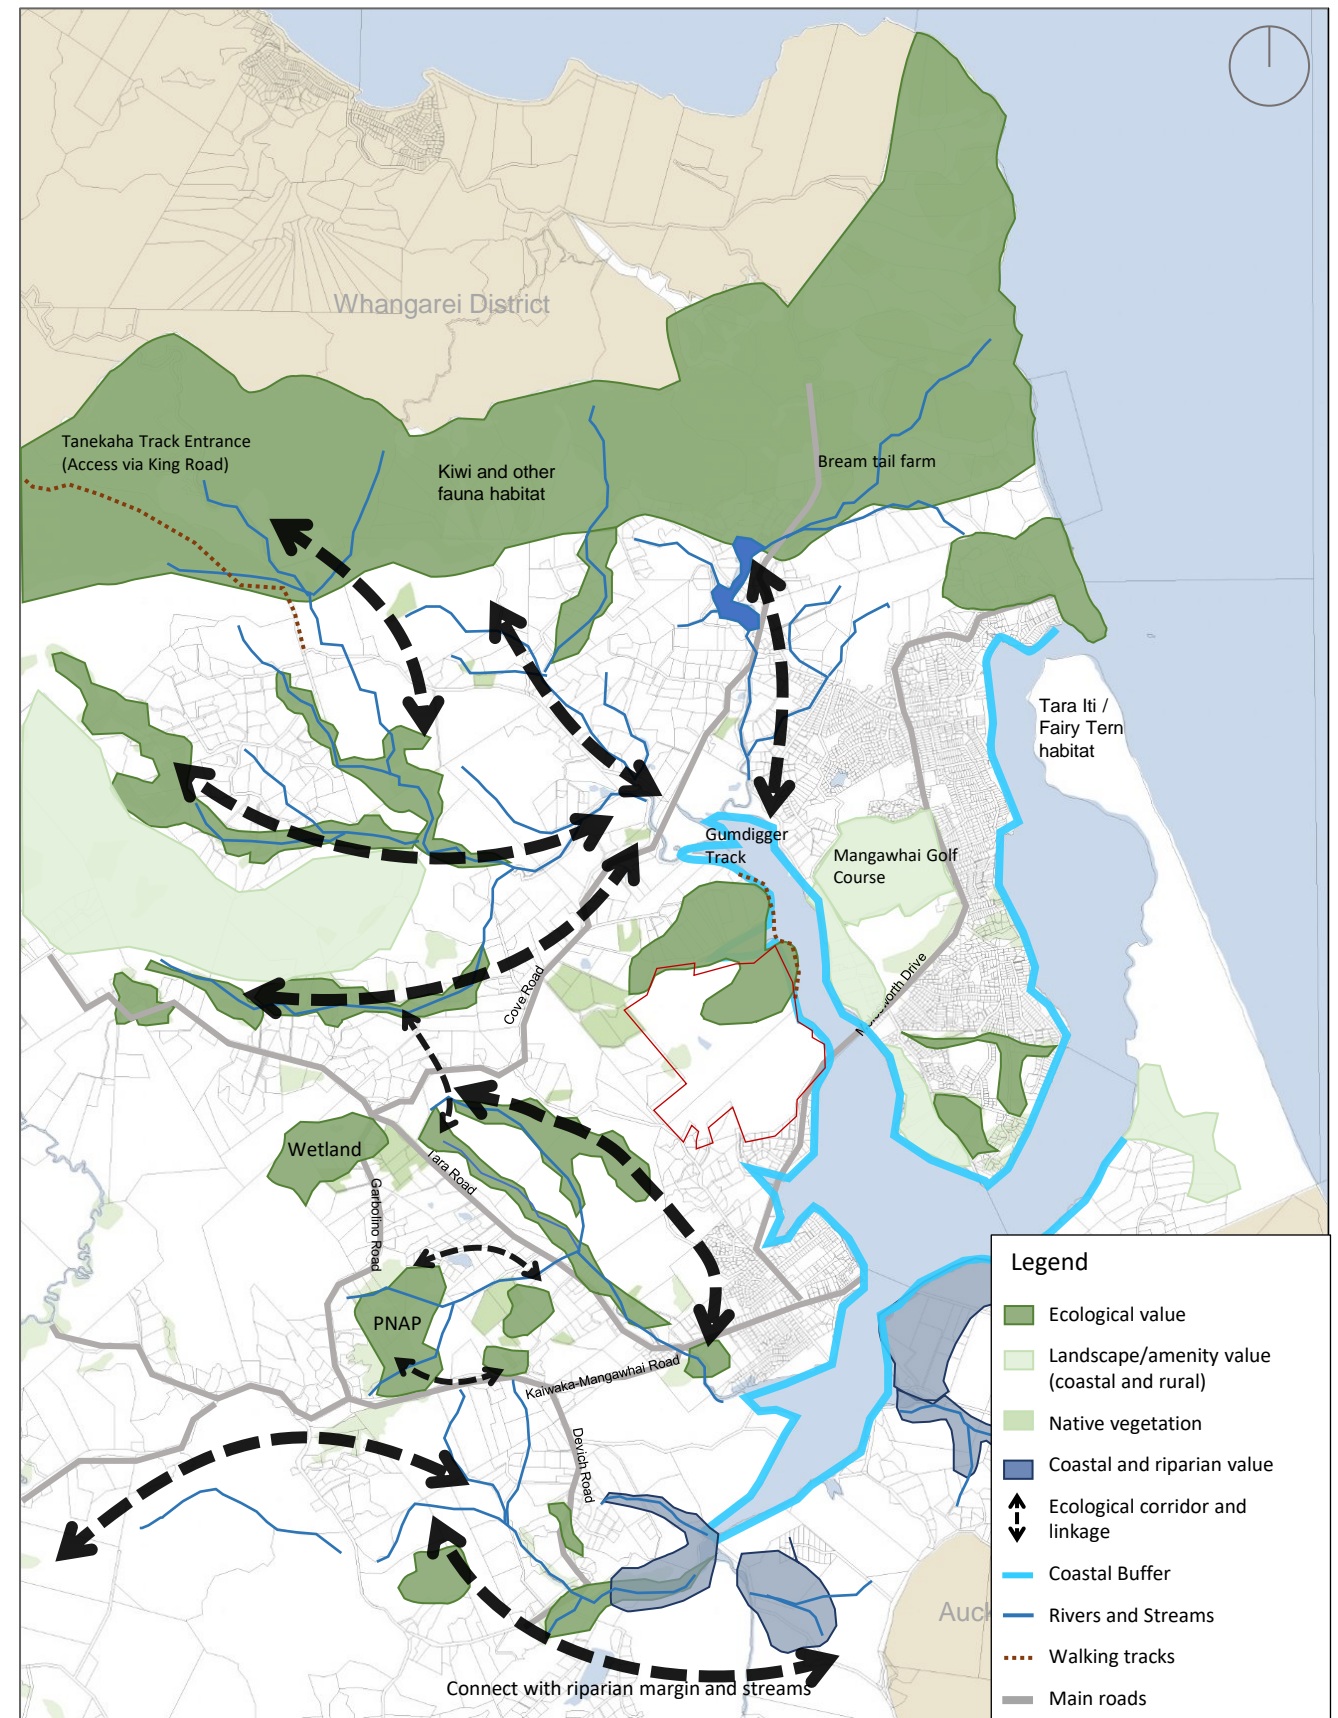 Whangarei District
Tanekaha Track Entrance
(Access via King Road)
Kiwi and other
fauna habitat
Bream tail farm
Tara Iti /
Fairy Tern
habitat
Gumdigger
Track
Mangawhai Golf
Course
Cove Road
Drive
Wetland
Tara Road
Garbolino Road
PNAP
Kaiwaka-Mangawhai Road
Devich Road
Auck
Connect with riparian margin and streams
Legend
Ecological value
Landscape/amenity value
(coastal and rural)
Native vegetation
Coastal and riparian value
Ecological corridor and
linkage
Coastal Buffer
Rivers and Streams
Walking tracks
Main roads